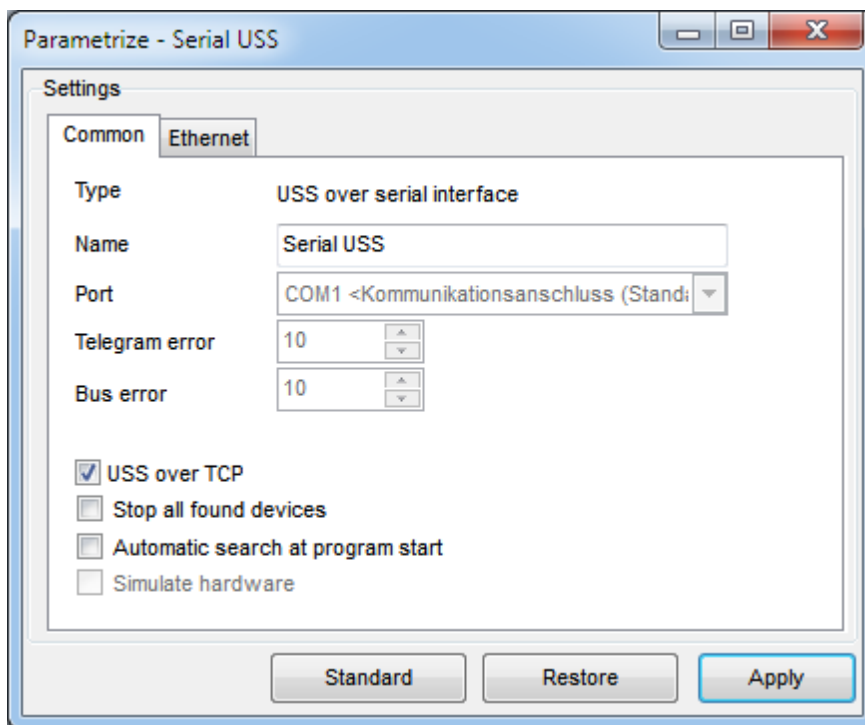 Parametrize - Serial USS
Settings
Common Ethernet
Type USS over serial interface
Name Serial USS
Port COM1 <Kommunikationsanschluss (Standa
Telegram error 10
Bus error 10
USS over TCP
Stop all found devices
Automatic search at program start
Simulate hardware
Standard Restore Apply